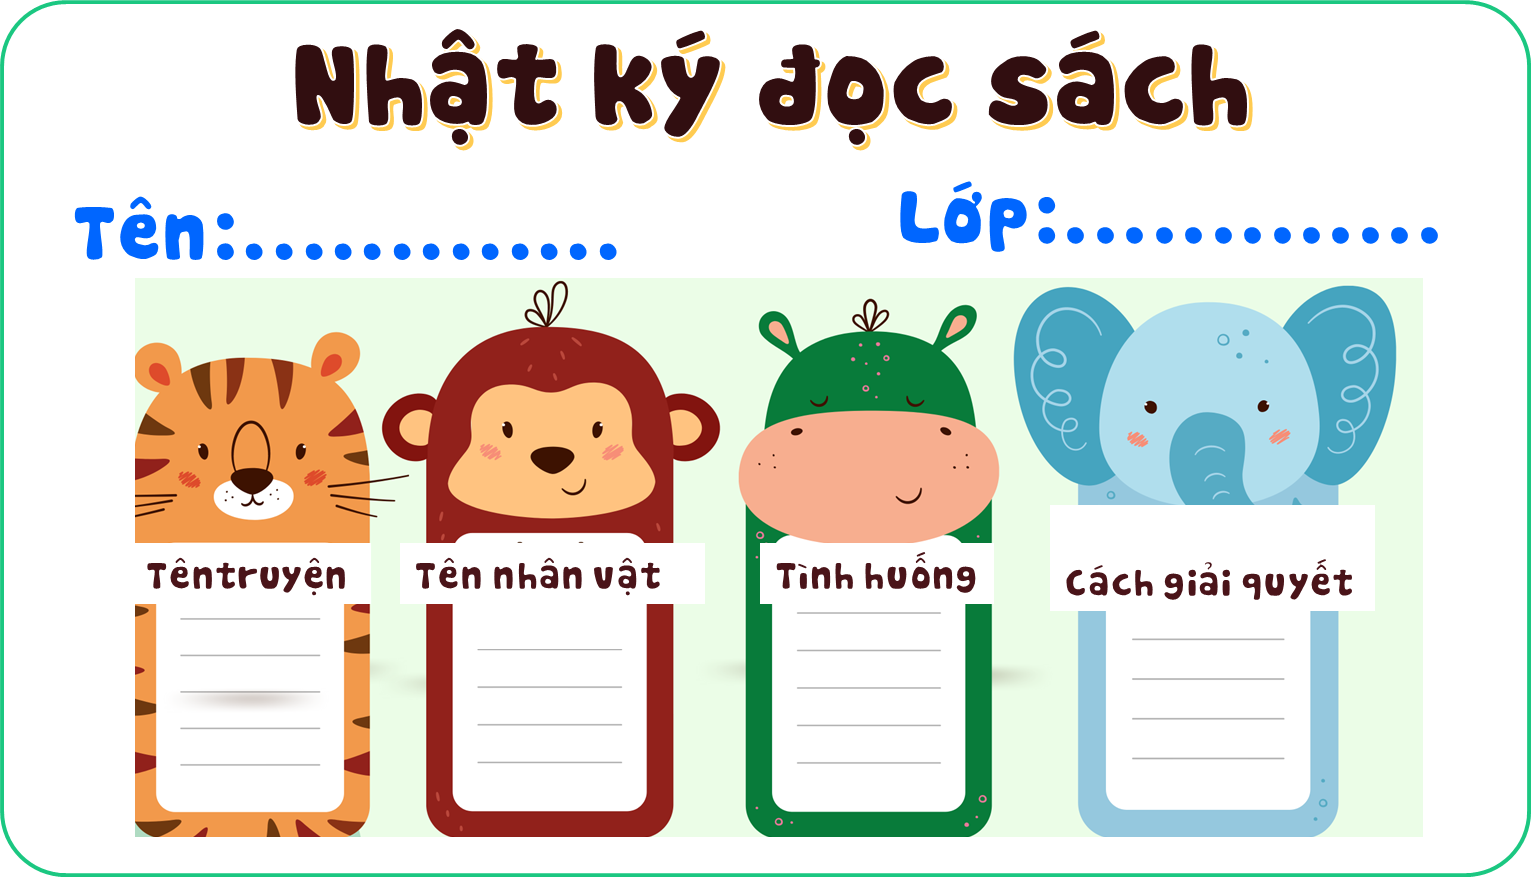 Nhật ký đọc sách
Tên:.............
Lớp:.............
Têntruyện
Tên nhân vật
Tình huống
Cách giải quyết